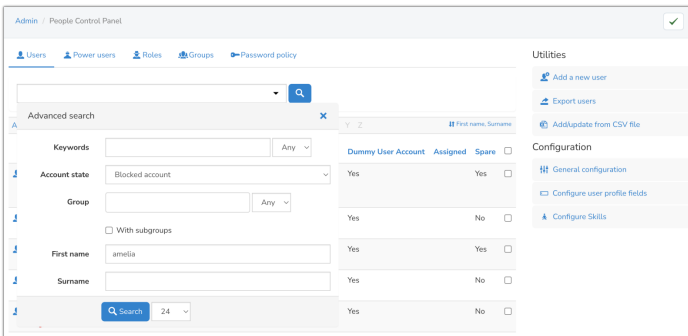 Admin / People Control Panel
Users Power users Roles Groups Password policy
Utilities
Add a new user
Export users
Add/update from CSV file
Configuration
General configuration
Configure user profile fields
Configure Skills
Advanced search
Keywords Any
Account state Blocked account
Group Any
With subgroups
First name amelia
Surname
Search 24
A Y Z First name, Surname
Dummy User Account Assigned Spare
Yes Yes
Yes No
Yes Yes
Yes No
Yes No